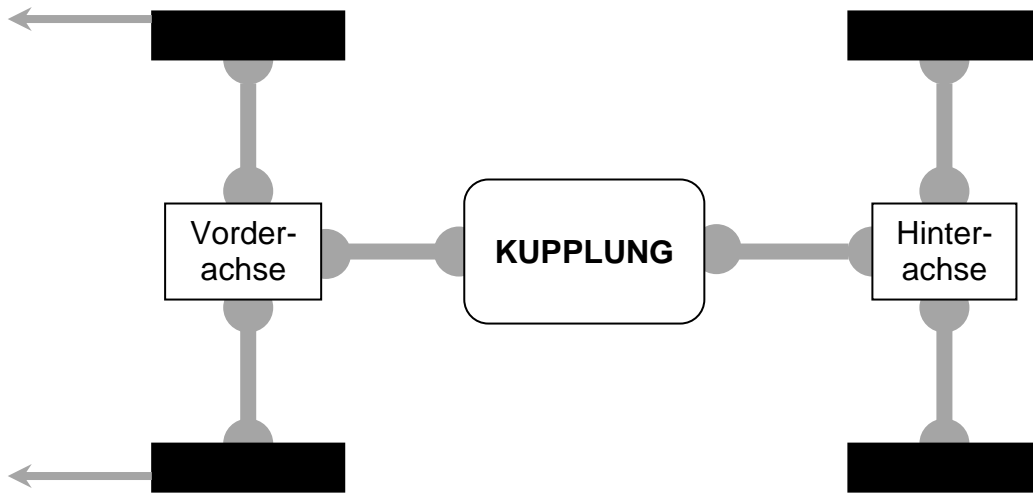 Vorder-
achse
KUPPLUNG
Hinter-
achse